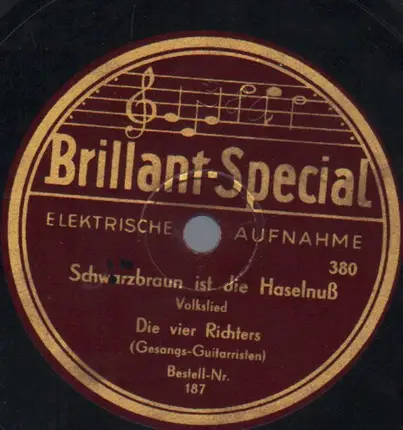 Brillant-Special
ELEKTRISCHE AUFNAHME
380
Schwarzbraun ist die Haselnuß
Volkslied
Die vier Richters
(Gesangs-Guitarristen)
Bestell-Nr.
187